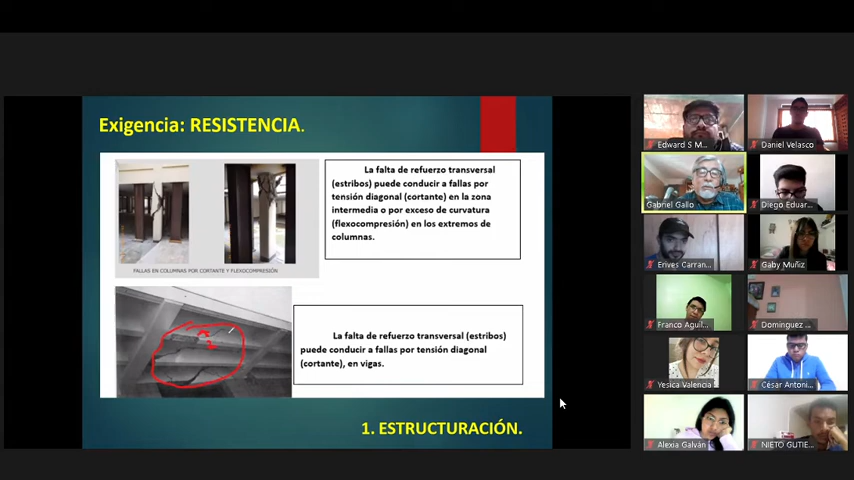 Exigencia: RESISTENCIA.
La falta de refuerzo transversal
(estribos) puede conducir a fallas por
tensión diagonal (cortante) en la zona
intermedia o por exceso de curvatura
(flexocompresión) en los extremos de
columnas.
FALLAS EN COLUMNAS POR CORTANTE Y FLEXOCOMPRESIÓN
La falta de refuerzo transversal (estribos)
puede conducir a fallas por tensión diagonal
(cortante), en vigas.
1. ESTRUCTURACIÓN.
Edward S M...
Daniel Velasco
Gabriel Gallo
Diego Eduar...
Erives Carran...
Gaby Muñiz
Franco Aguil...
Dominguez ...
Yesica Valencia
César Antoni...
Alexia Galván
NIETO GUTIE...